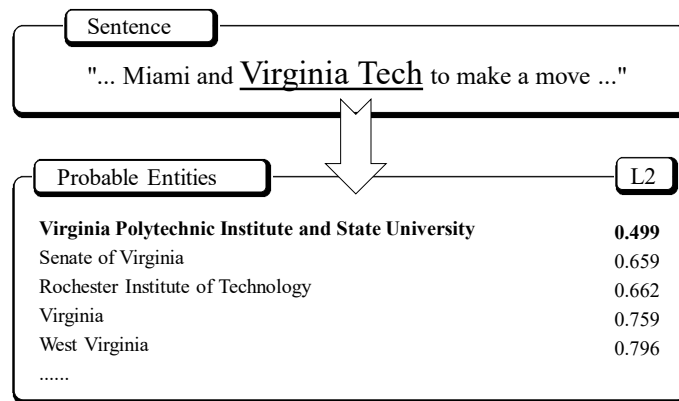 Sentence
"... Miami and Virginia Tech to make a move ..."
Probable Entities L2
Virginia Polytechnic Institute and State University 0.499
Senate of Virginia 0.659
Rochester Institute of Technology 0.662
Virginia 0.759
West Virginia 0.796
......